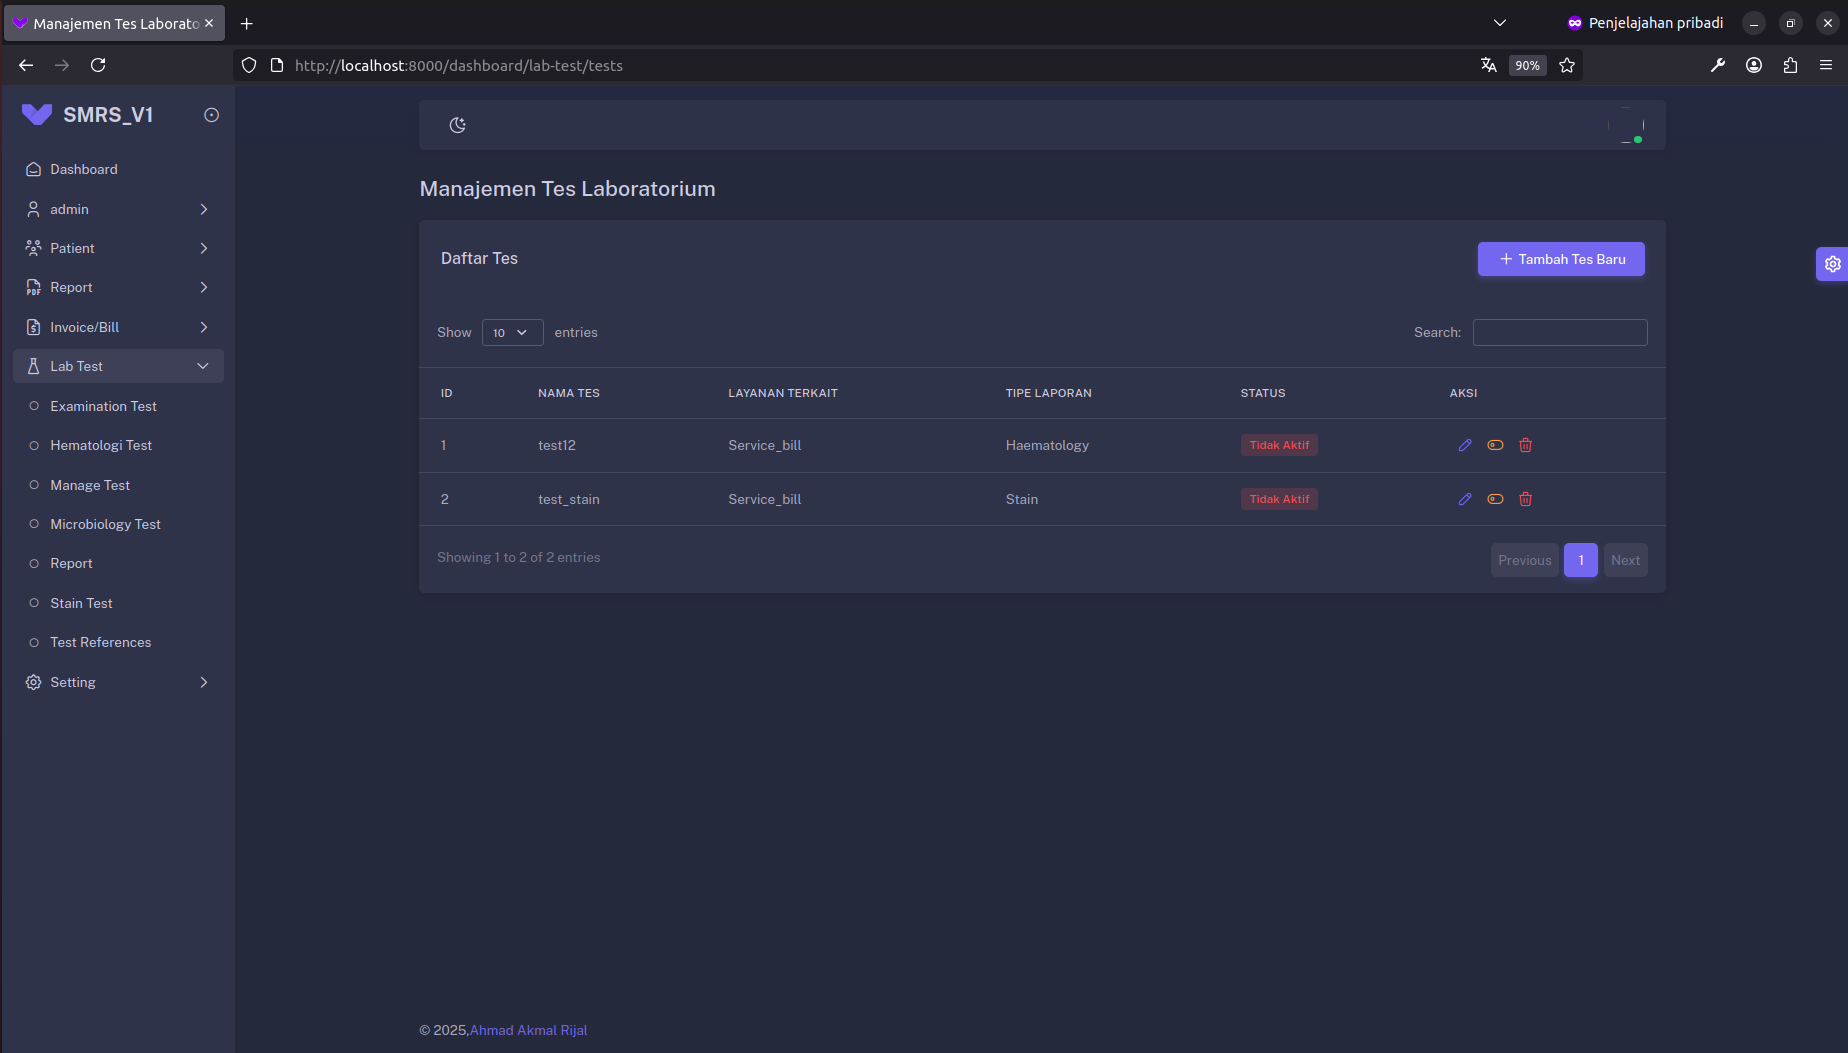 Manajemen Tes Laborato
Penjelajahan pribadi
http://localhost:8000/dashboard/lab-test/tests
90%
SMRS_V1
Dashboard
admin
Patient
Report
Invoice/Bill
Lab Test
Examination Test
Hematologi Test
Manage Test
Microbiology Test
Report
Stain Test
Test References
Setting
Manajemen Tes Laboratorium
Daftar Tes
+ Tambah Tes Baru
Show 10 entries
Search:
ID NAMA TES LAYANAN TERKAIT TIPE LAPORAN STATUS AKSI
1 test12 Service_bill Haematology Tidak Aktif
2 test_stain Service_bill Stain Tidak Aktif
Showing 1 to 2 of 2 entries
Previous 1 Next
© 2025,Ahmad Akmal Rijal